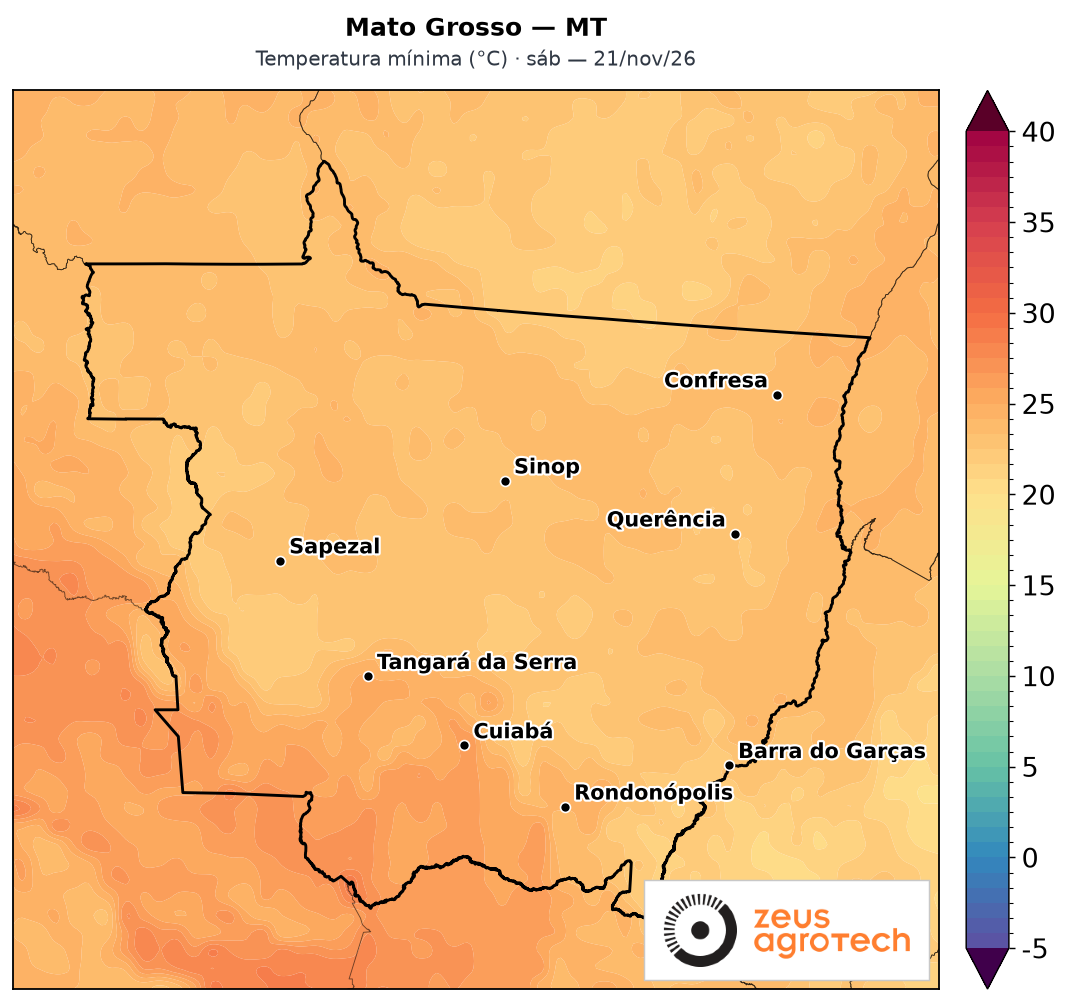 Mato Grosso — MT
Temperatura mínima (°C) · sáb — 21/nov/26
40
35
30
25
20
15
10
5
0
-5
Confresa
Sinop
Querência
Sapezal
Tangará da Serra
Cuiabá
Barra do Garças
Rondonópolis
zeus
agrotech